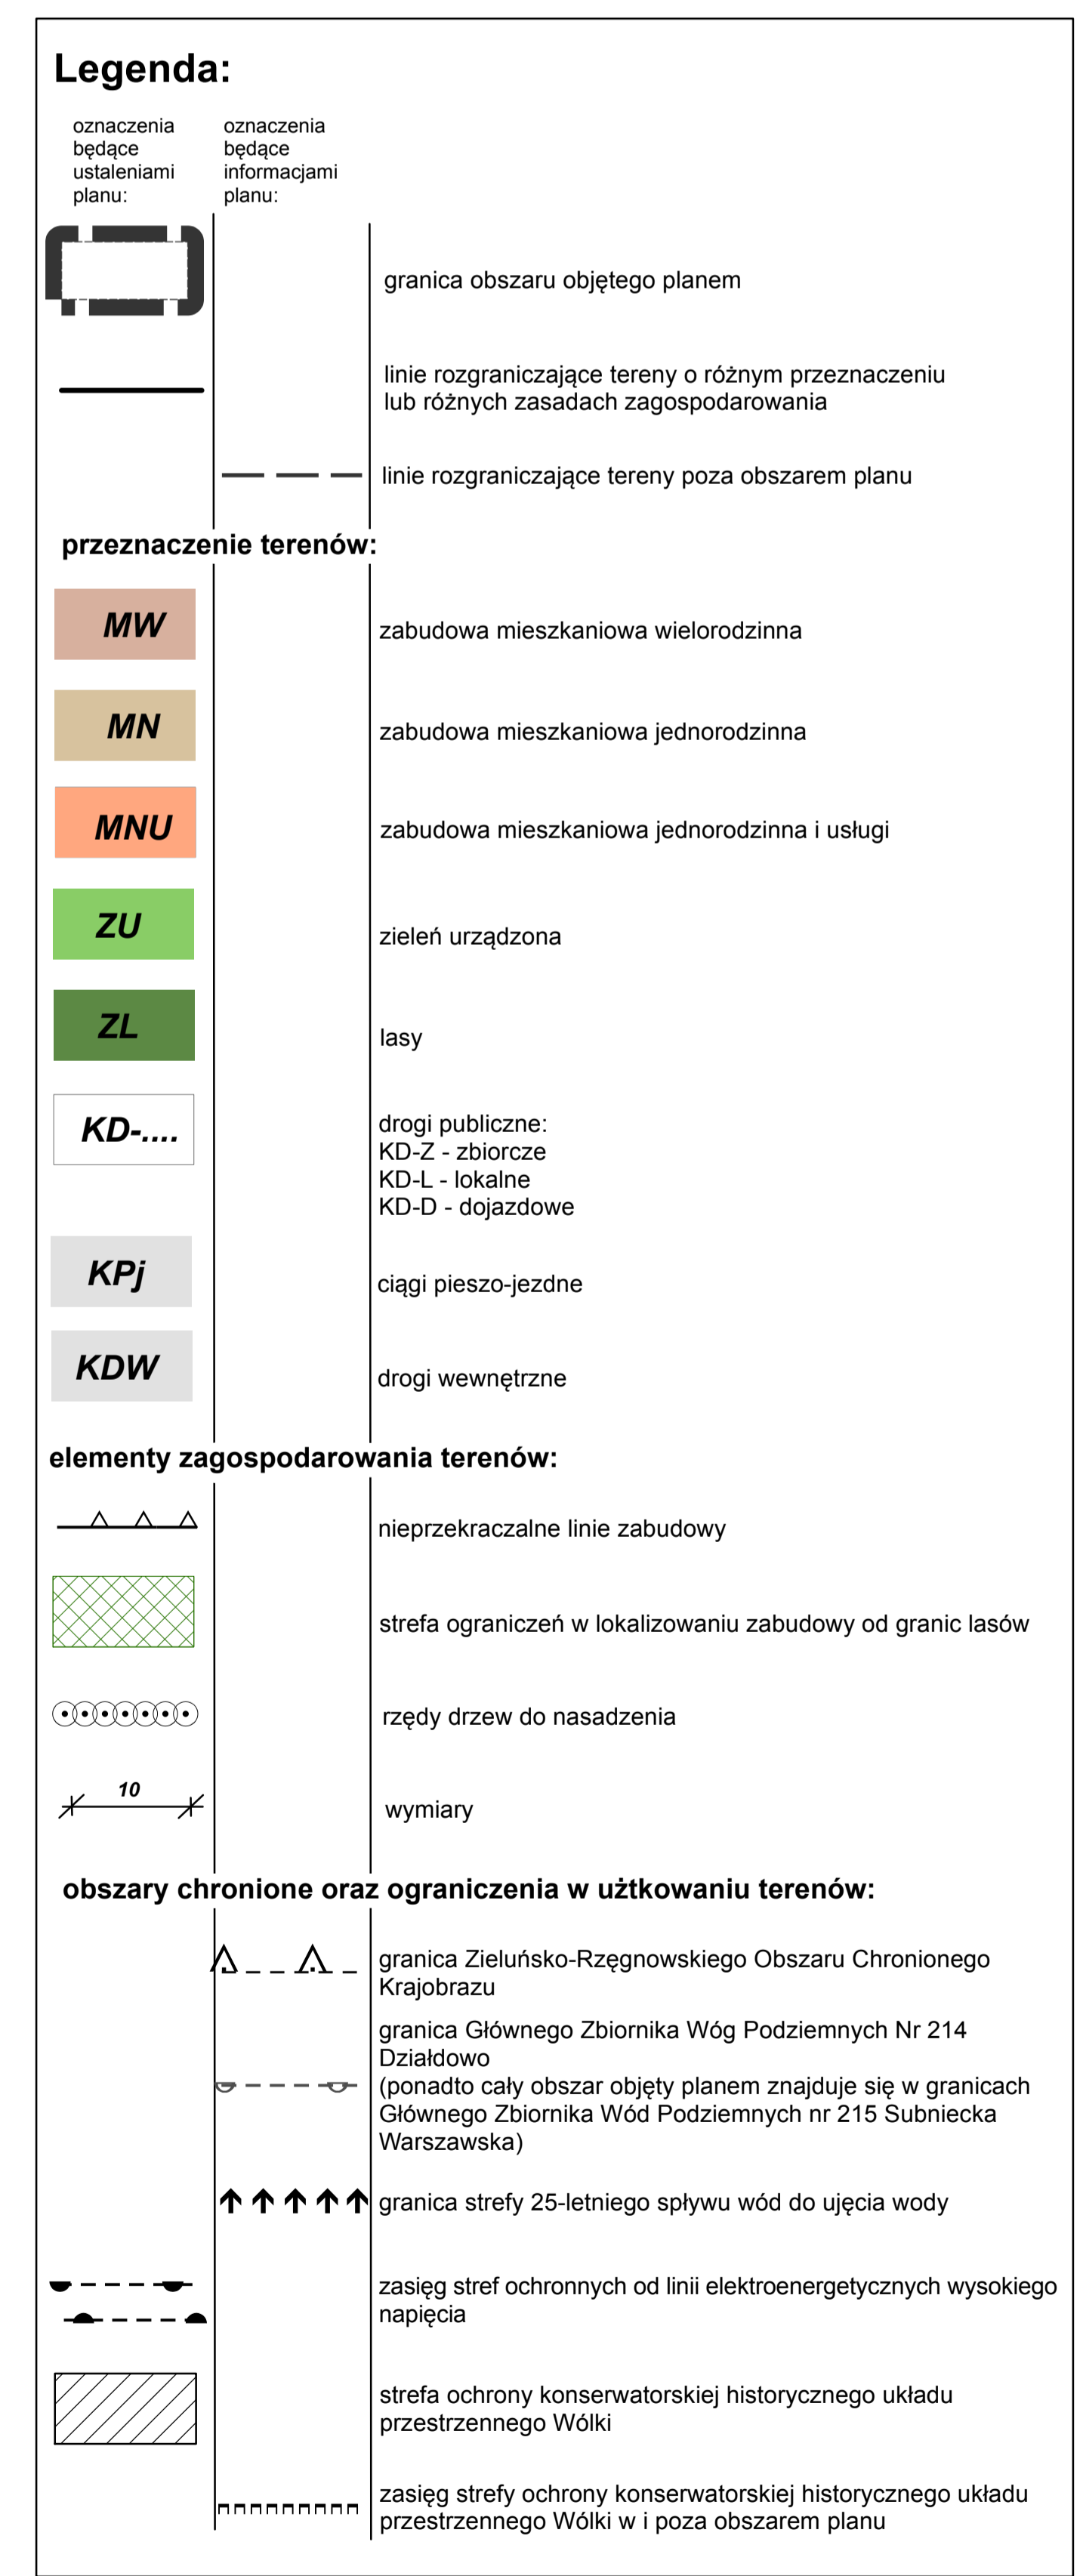 Legenda:
oznaczenia
będące
ustaleniami
planu:
oznaczenia
będące
informacjami
planu:
granica obszaru objętego planem
linie rozgraniczające tereny o różnym przeznaczeniu
lub różnych zasadach zagospodarowania
linie rozgraniczające tereny poza obszarem planu
przeznaczenie terenów:
MW
zabudowa mieszkaniowa wielorodzinna
MN
zabudowa mieszkaniowa jednorodzinna
MNU
zabudowa mieszkaniowa jednorodzinna i usługi
ZU
zieleń urządzona
ZL
lasy
KD-....
drogi publiczne:
KD-Z - zbiorcze
KD-L - lokalne
KD-D - dojazdowe
KPj
ciągi pieszo-jezdne
KDW
drogi wewnętrzne
elementy zagospodarowania terenów:
nieprzekraczalne linie zabudowy
strefa ograniczeń w lokalizowaniu zabudowy od granic lasów
rzędy drzew do nasadzenia
10
wymiary
obszary chronione oraz ograniczenia w użtkowaniu terenów:
granica Zieluńsko-Rzęgnowskiego Obszaru Chronionego
Krajobrazu
granica Głównego Zbiornika Wóg Podziemnych Nr 214
Działdowo
(ponadto cały obszar objęty planem znajduje się w granicach
Głównego Zbiornika Wód Podziemnych nr 215 Subniecka
Warszawska)
granica strefy 25-letniego spływu wód do ujęcia wody
zasięg stref ochronnych od linii elektroenergetycznych wysokiego
napięcia
strefa ochrony konserwatorskiej historycznego układu
przestrzennego Wólki
zasięg strefy ochrony konserwatorskiej historycznego układu
przestrzennego Wólki w i poza obszarem planu